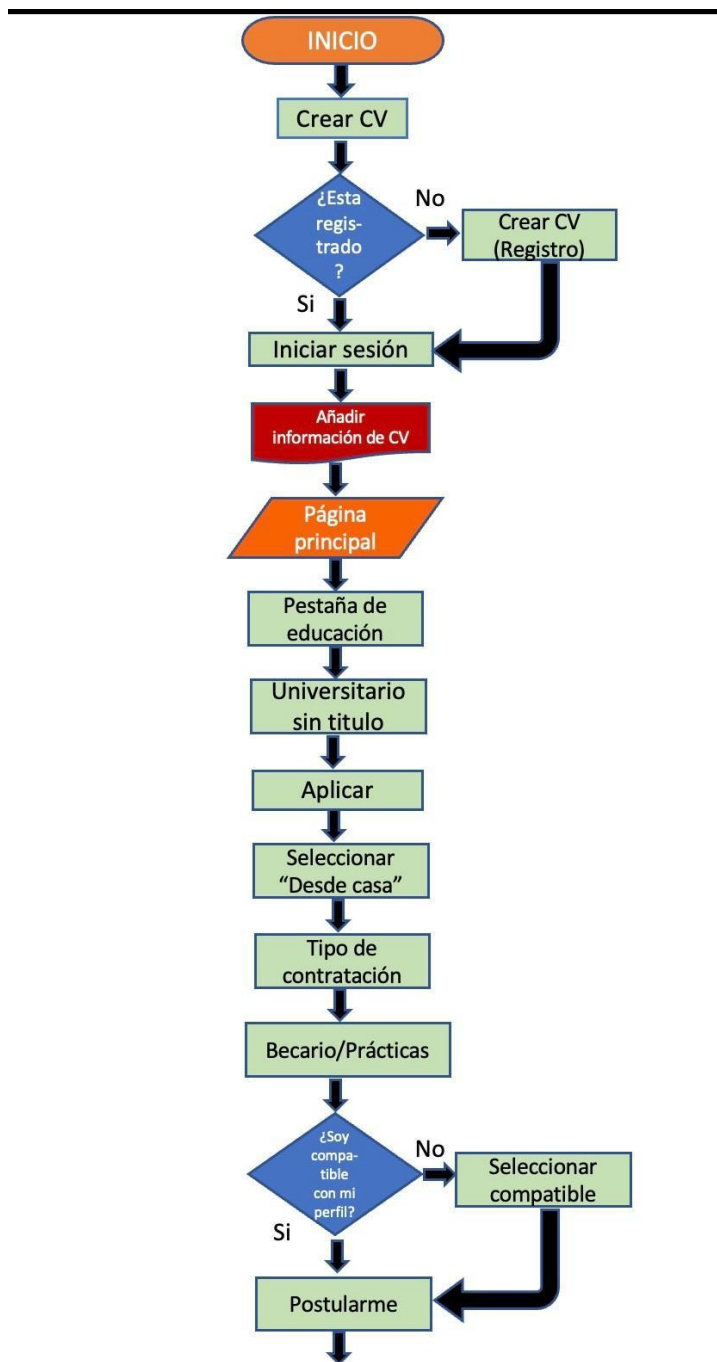 INICIO
Crear CV
¿Esta
regis-
trado
?
No
Crear CV
(Registro)
Si
Iniciar sesión
Añadir
información de CV
Página
principal
Pestaña de
educación
Universitario
sin titulo
Aplicar
Seleccionar
“Desde casa”
Tipo de
contratación
Becario/Prácticas
¿Soy
compa-
tible
con mi
perfil?
No
Seleccionar
compatible
Si
Postularme